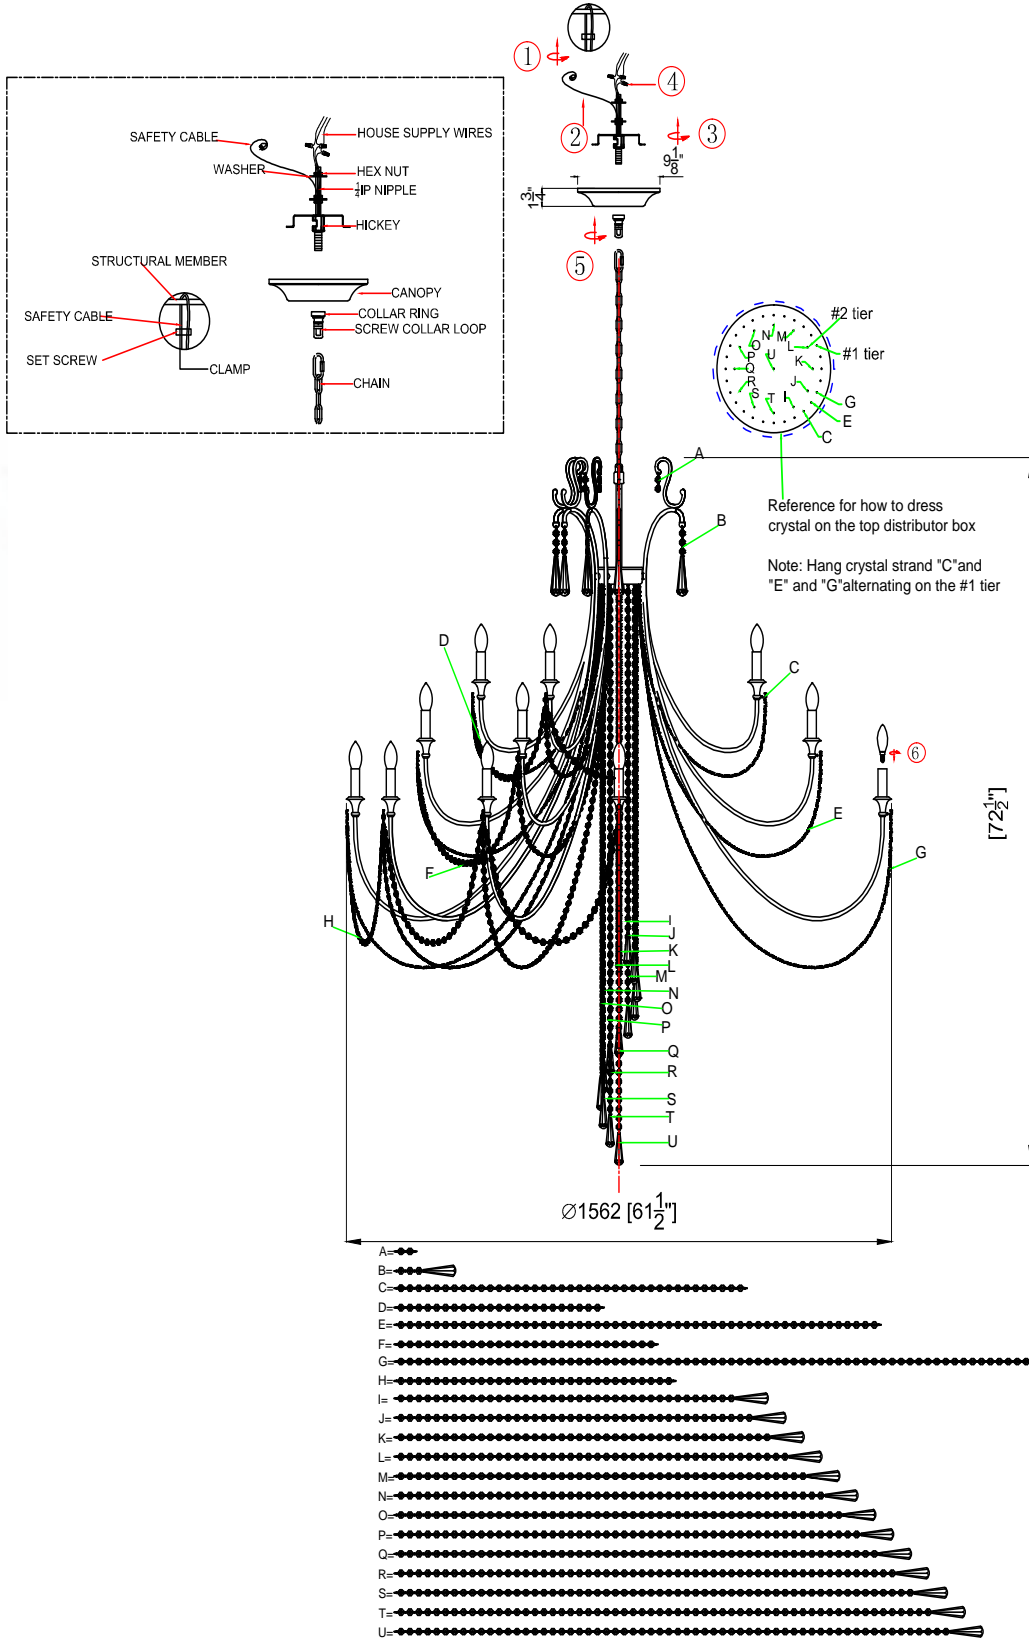 SAFETY CABLE
HOUSE SUPPLY WIRES
WASHER
HEX NUT
1/4 IP NIPPLE
HICKEY
STRUCTURAL MEMBER
CANOPY
SAFETY CABLE
COLLAR RING
SCREW COLLAR LOOP
SET SCREW
CLAMP
CHAIN
1
4
2
3
9 1/8"
1 3/4"
5
#2 tier
#1 tier
N M
O L
P U K
Q
R J
S T I
G
E
C
A
B
Reference for how to dress
crystal on the top distributor box
Note: Hang crystal strand "C"and
"E" and "G"alternating on the #1 tier
D
C
6
[72 1/2"]
E
F
G
H
I
J
K
L
M
N
O
P
Q
R
S
T
U
Ø1562 [61 1/2"]
A=
B=
C=
D=
E=
F=
G=
H=
I=
J=
K=
L=
M=
N=
O=
P=
Q=
R=
S=
T=
U=